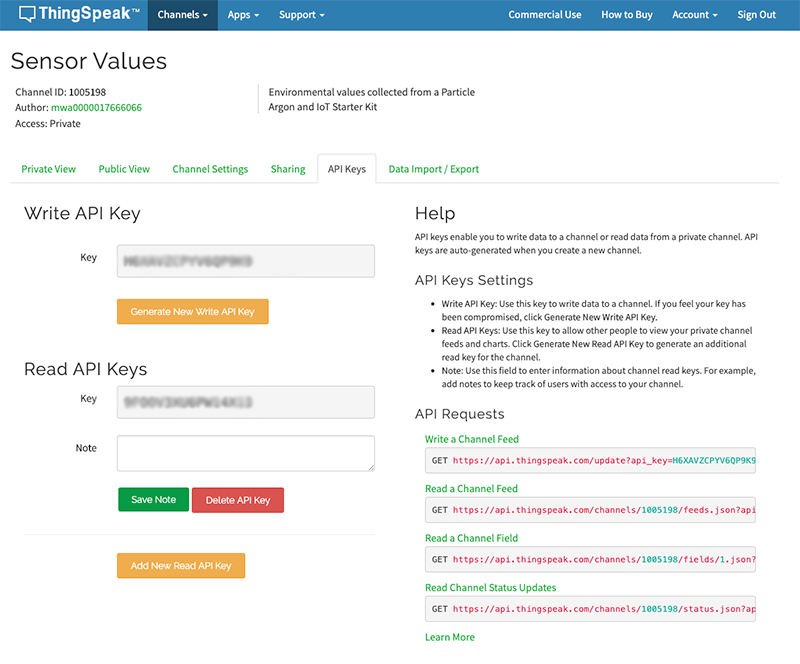 ThingSpeak™
Channels
Apps
Support
Commercial Use
How to Buy
Account
Sign Out
Sensor Values
Channel ID: 1005198
Author: mwa0000017666066
Access: Private
Environmental values collected from a Particle
Argon and IoT Starter Kit
Private View
Public View
Channel Settings
Sharing
API Keys
Data Import / Export
Write API Key
Key
Generate New Write API Key
Read API Keys
Key
Note
Save Note
Delete API Key
Add New Read API Key
Help
API keys enable you to write data to a channel or read data from a private channel. API
keys are auto-generated when you create a new channel.
API Keys Settings
• Write API Key: Use this key to write data to a channel. If you feel your key has
been compromised, click Generate New Write API Key.
• Read API Keys: Use this key to allow other people to view your private channel
feeds and charts. Click Generate New Read API Key to generate an additional
read key for the channel.
• Note: Use this field to enter information about channel read keys. For example,
add notes to keep track of users with access to your channel.
API Requests
Write a Channel Feed
GET https://api.thingspeak.com/update?api_key=H6XAVZCPYV6QP9K9
Read a Channel Feed
GET https://api.thingspeak.com/channels/1005198/feeds.json?api
Read a Channel Field
GET https://api.thingspeak.com/channels/1005198/fields/1.json?
Read Channel Status Updates
GET https://api.thingspeak.com/channels/1005198/status.json?ap
Learn More